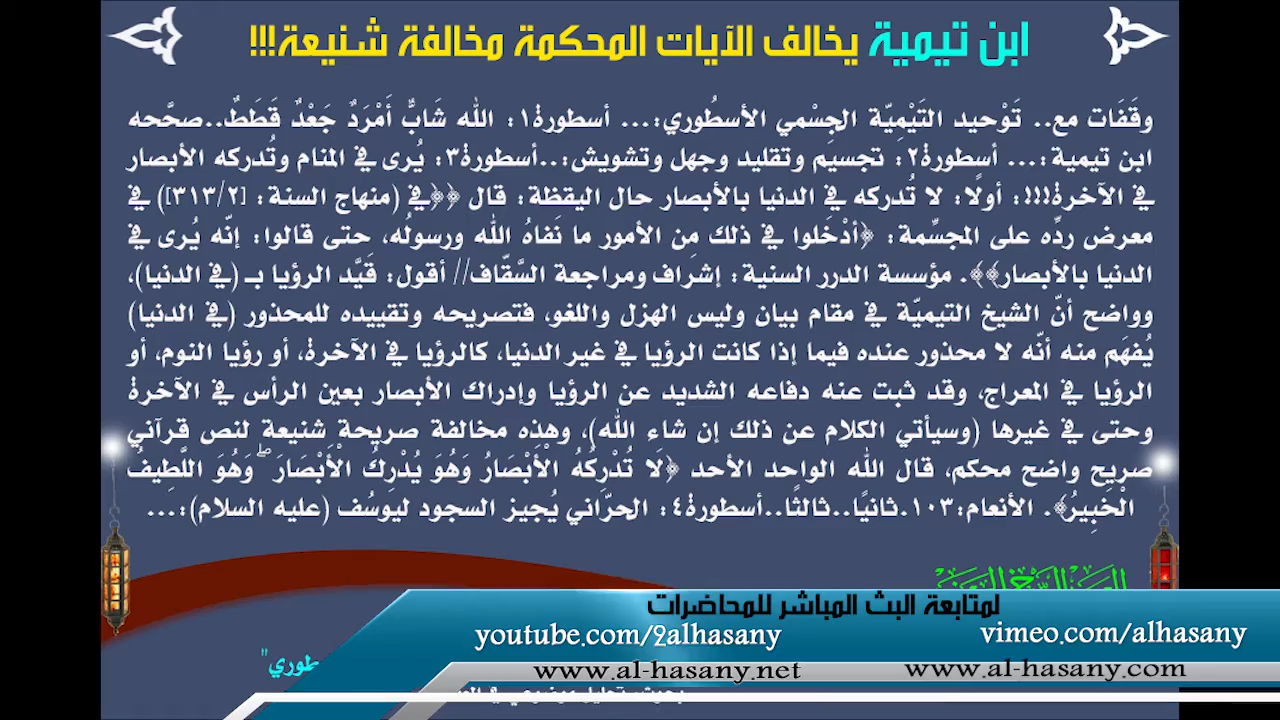 ابن تيمية يخالف الآيات المحكمة مخالفة شنيعة!!!
وقَفَات مع.. تَوْحيد التَيْمِيّة الجِسْمي الأسطُوري:... أسطورة١: الله شَابٌّ أَمْرَدٌ جَعْدٌ قَطَطٌ..صحَّحه
ابن تيمية:... أسطورة٢: تجسيم وتقليد وجهل وتشويش:..أسطورة٣: يُرى في المنام وتُدركه الأبصار
في الآخرة!!!: أولًا: لا تُدركه في الدنيا بالأبصار حال اليقظة: قال {{في (منهاج السنة: [٣١٣/٢]) في
معرض ردّه على المجسِّمة: {أدْخَلوا في ذلك مِن الأمور ما نَفاهُ الله ورسولُه، حتى قالوا: إنّه يُرى في
الدنيا بالأبصار}}. مؤسسة الدرر السنية: إشراف ومراجعة السَّقّاف// أقول: قَيَّد الرؤيا بـ (في الدنيا)،
وواضح أنّ الشيخ التيميّة في مقام بيان وليس الهزل واللغو، فتصريحه وتقييده للمحذور (في الدنيا)
يُفهَم منه أنّه لا محذور عنده فيما إذا كانت الرؤيا في غير الدنيا، كالرؤيا في الآخرة، أو رؤيا النوم، أو
الرؤيا في المعراج، وقد ثبت عنه دفاعه الشديد عن الرؤيا وإدراك الأبصار بعين الرأس في الآخرة
وحتى في غيرها (وسيأتي الكلام عن ذلك إن شاء الله)، وهذه مخالفة صريحة شنيعة لنص قرآني
صريح واضح محكم، قال الله الواحد الأحد {لا تُدْرِكُهُ الْأَبْصَارُ وَهُوَ يُدْرِكُ الْأَبْصَارَ ۖ وَهُوَ اللَّطِيفُ
الْخَبِيرُ}. الأنعام:١٠٣.ثانيًا..ثالثًا..أسطورة٤: الحرّاني يُجيز السجود ليوسُف (عليه السلام):...
لمتابعة البث المباشر للمحاضرات
youtube.com/2alhasany
vimeo.com/alhasany
www.al-hasany.net
www.al-hasany.com